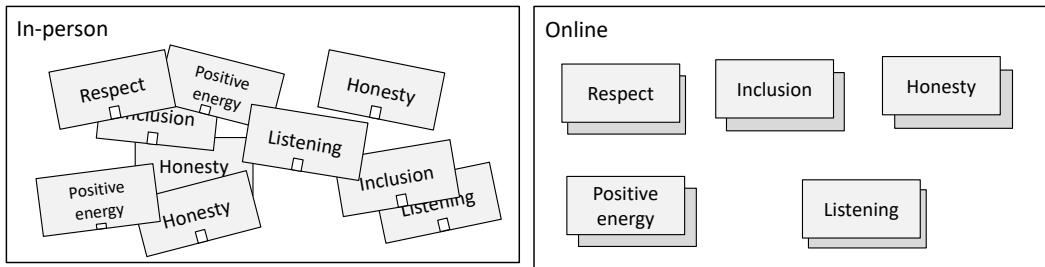 In-person
Respect
Positive
energy
Honesty
Inclusion
Listening
Honesty
Inclusion
Positive
energy
Honesty
Listening
Online
Respect
Inclusion
Honesty
Positive
energy
Listening